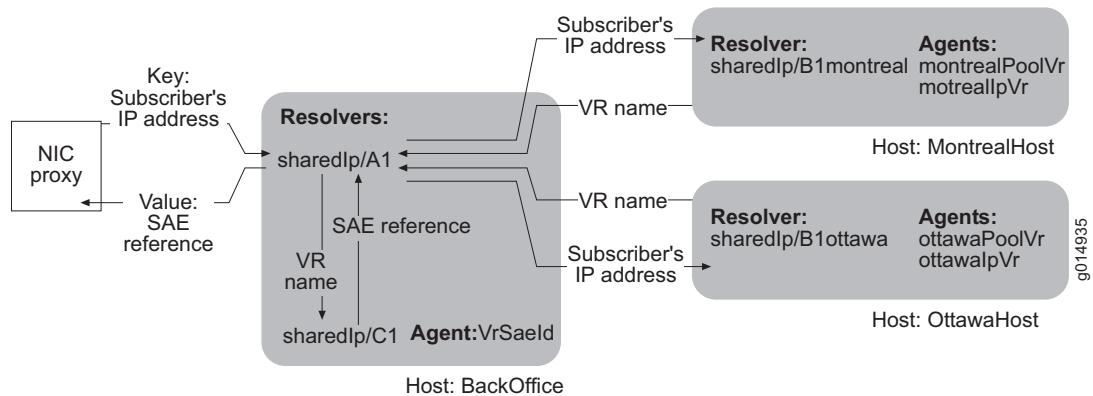 Key:
Subscriber's
IP address
NIC
proxy
Value:
SAE
reference
Resolvers:
sharedIp/A1
SAE reference
VR
name
sharedIp/C1 Agent:VrSaeId
Host: BackOffice
Subscriber's
IP address
VR name
Resolver: Agents:
sharedIp/B1montreal montrealPoolVr
motrealIpVr
Host: MontrealHost
VR name
Subscriber's
IP address
Resolver: Agents:
sharedIp/B1ottawa ottawaPoolVr
ottawaIpVr
Host: OttawaHost
g014935